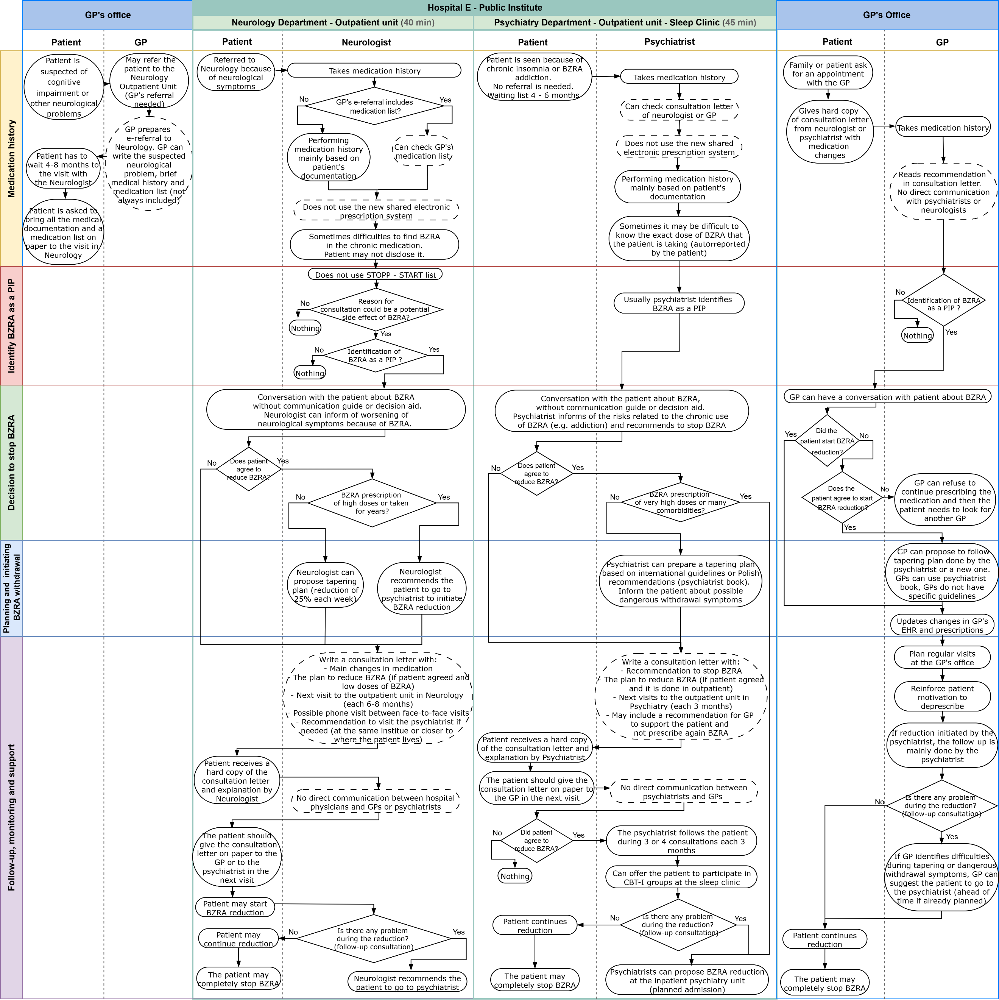 GP's office
Hospital E - Public Institute
GP's Office
Neurology Department - Outpatient unit (40 min)
Psychiatry Department - Outpatient unit - Sleep Clinic (45 min)
Patient
GP
Patient
Neurologist
Patient
Psychiatrist
Patient
GP
Medication history
Patient is
suspected of
cognitive
impairment or
other neurological
problems
May refer the
patient to the
Neurology
Outpatient Unit
(GP's referral
needed)
GP prepares
e-referral to
Neurology. GP can
write the suspected
neurological
problem, brief
medical history and
medication list (not
always included)
Patient has to
wait 4-8 months to
the visit with
the Neurologist
Patient is asked to
bring all the medical
documentation and a
medication list on
paper to the visit in
Neurology
Referred to
Neurology because
of neurological
symptoms
Takes medication history
GP's e-referral includes
medication list?
No
Yes
Performing
medication history
mainly based on
patient's
documentation
Can check GP's
medication list
Does not use the new shared electronic
prescription system
Sometimes difficulties to find BZRA
in the chronic medication.
Patient may not disclose it.
Patient is seen because of
chronic insomnia or BZRA
addiction.
No referral is needed.
Waiting list 4 - 6 months
Takes medication history
Can check consultation letter
of neurologist or GP
Does not use the new shared
electronic prescription system
Performing medication history
mainly based on patient's
documentation
Sometimes it may be difficult to
know the exact dose of BZRA that
the patient is taking (autorreported
by the patient)
Family or patient ask
for an appointment
with the GP
Gives hard copy
of consultation letter
from neurologist or
psychiatrist with
medication
changes
Takes medication history
Reads recommendation
in consultation letter.
No direct communication
with psychiatrists or
neurologists
Identify BZRA as a PIP
Does not use STOPP - START list
Reason for
consultation could be a potential
side effect of BZRA?
No
Nothing
Yes
Identification of
BZRA as a PIP ?
No
Yes
Nothing
Usually psychiatrist identifies
BZRA as a PIP
Identification of BZRA
as a PIP ?
No
Nothing
Yes
Decision to stop BZRA
Conversation with the patient about BZRA
without communication guide or decision aid.
Neurologist can inform of worsening of
neurological symptoms because of BZRA.
Does patient
agree to
reduce BZRA?
No
Yes
BZRA prescription
of high doses or taken
for years?
No
Yes
Conversation with the patient about BZRA,
without communication guide or decision aid.
Psychiatrist informs of the risks related to the chronic use
of BZRA (e.g. addiction) and recommends to stop BZRA
Does patient
agree to
reduce BZRA?
No
Yes
BZRA prescription
of very high doses or many
comorbidities?
No
Yes
GP can have a conversation with patient about BZRA
Did the
patient start BZRA
reduction?
Yes
No
Does the
patient agree to start
BZRA reduction?
No
Yes
GP can refuse to
continue prescribing the
medication and then the
patient needs to look for
another GP
Planning and initiating
BZRA withdrawal
Neurologist can
propose tapering
plan (reduction of
25% each week)
Neurologist
recommends the
patient to go to
psychiatrist to initiate
BZRA reduction
Psychiatrist can prepare a tapering plan
based on international guidelines or Polish
recommendations (psychiatrist book).
Inform the patient about possible
dangerous withdrawal symptoms
GP can propose to follow
tapering plan done by the
psychiatrist or a new one.
GPs can use psychiatrist
book, GPs do not have
specific guidelines
Updates changes in GP's
EHR and prescriptions
Follow-up, monitoring and support
Write a consultation letter with:
- Main changes in medication
- The plan to reduce BZRA (if patient agreed and
low doses of BZRA)
- Next visit to the outpatient unit in Neurology
(each 6-8 months)
- Possible phone visit between face-to-face visits
- Recommendation to visit the psychiatrist if
needed (at the same institue or closer to
where the patient lives)
Patient receives a
hard copy of the
consultation letter
and explanation by
Neurologist
No direct communication between hospital
physicians and GPs or psychiatrists
The patient should
give the consultation
letter on paper to the
GP or to the
psychiatrist in the
next visit
Patient may start
BZRA reduction
Is there any problem
during the reduction?
(follow-up consultation)
No
Yes
Patient may
continue reduction
The patient may
completely stop BZRA
Neurologist recommends the
patient to go to psychiatrist
Write a consultation letter with:
- Recommendation to stop BZRA
- The plan to reduce BZRA (if patient agreed
and it is done in outpatient)
- Next visits to the outpatient unit in
Psychiatry (each 3 months)
- May include a recommendation for GP
to support the patient and
not prescribe again BZRA
Patient receives a hard copy
of the consultation letter and
explanation by Psychiatrist
The patient should give the
consultation letter on paper to
the GP in the next visit
No direct communication between
psychiatrists and GPs
Did patient
agree to
reduce BZRA?
No
Yes
Nothing
The psychiatrist follows the patient
during 3 or 4 consultations each 3
months
Can offer the patient to participate in
CBT-I groups at the sleep clinic
Is there any problem
during the reduction?
(follow-up consultation)
No
Yes
Patient continues
reduction
The patient may
completely stop BZRA
Psychiatrists can propose BZRA reduction
at the inpatient psychiatry unit
(planned admission)
Plan regular visits
at the GP's office
Reinforce patient
motivation to
deprescribe
If reduction initiated by the
psychiatrist, the follow-up is
mainly done by the
psychiatrist
Is there any problem
during the reduction?
(follow-up consultation)
No
Yes
If GP identifies difficulties
during tapering or dangerous
withdrawal symptoms, GP can
suggest the patient to go to
the psychiatrist (ahead of
time if already planned)
Patient continues
reduction
The patient may
completely stop BZRA